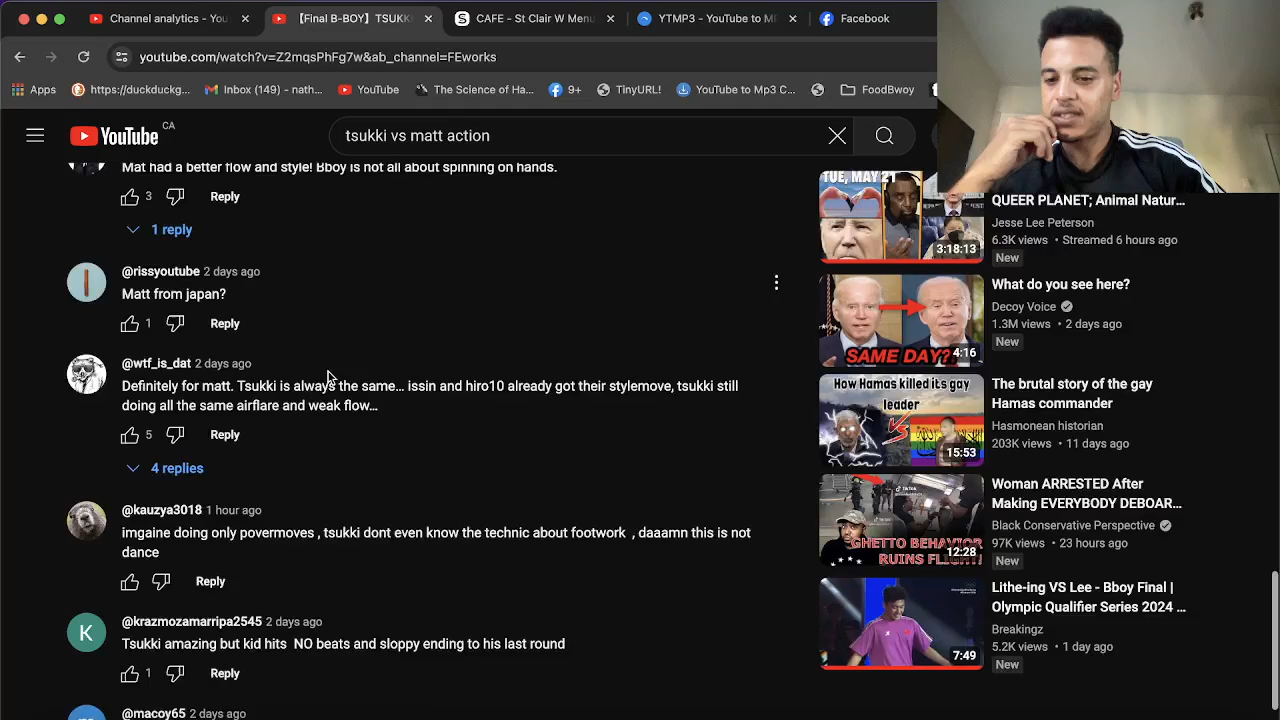 Channel analytics - You
【Final B-BOY】TSUKK
CAFE - St Clair W Menu
YTMP3 - YouTube to M
Facebook
youtube.com/watch?v=Z2mqsPhFg7w&ab_channel=FEworks
Apps
https://duckduckg...
Inbox (149) - nath...
YouTube
The Science of Ha...
9+
TinyURL!
YouTube to Mp3 C...
FoodBwoy
YouTube CA
tsukki vs matt action
Mat had a better flow and style! Bboy is not all about spinning on hands.
3 Reply
1 reply
@rissyoutube 2 days ago
Matt from japan?
1 Reply
@wtf_is_dat 2 days ago
Definitely for matt. Tsukki is always the same... issin and hiro10 already got their stylemove, tsukki still
doing all the same airflare and weak flow...
5 Reply
4 replies
@kauzya3018 1 hour ago
imgaine doing only povermoves , tsukki dont even know the technic about footwork , daaamn this is not
dance
Reply
K
@krazmozamarripa2545 2 days ago
Tsukki amazing but kid hits NO beats and sloppy ending to his last round
1 Reply
@macoy65 2 days ago
TUE, MAY 21
3:18:13
QUEER PLANET; Animal Natur...
Jesse Lee Peterson
6.3K views • Streamed 6 hours ago
New
SAME DAY?
4:16
What do you see here?
Decoy Voice
1.3M views • 2 days ago
New
How Hamas killed its gay
leader
VS
15:53
The brutal story of the gay
Hamas commander
Hasmonean historian
203K views • 11 days ago
GHETTO BEHAVIOR
RUINS FLIGHT!
12:28
Woman ARRESTED After
Making EVERYBODY DEBOAR...
Black Conservative Perspective
97K views • 23 hours ago
New
7:49
Lithe-ing VS Lee - Bboy Final |
Olympic Qualifier Series 2024 ...
Breakingz
5.2K views • 1 day ago
New